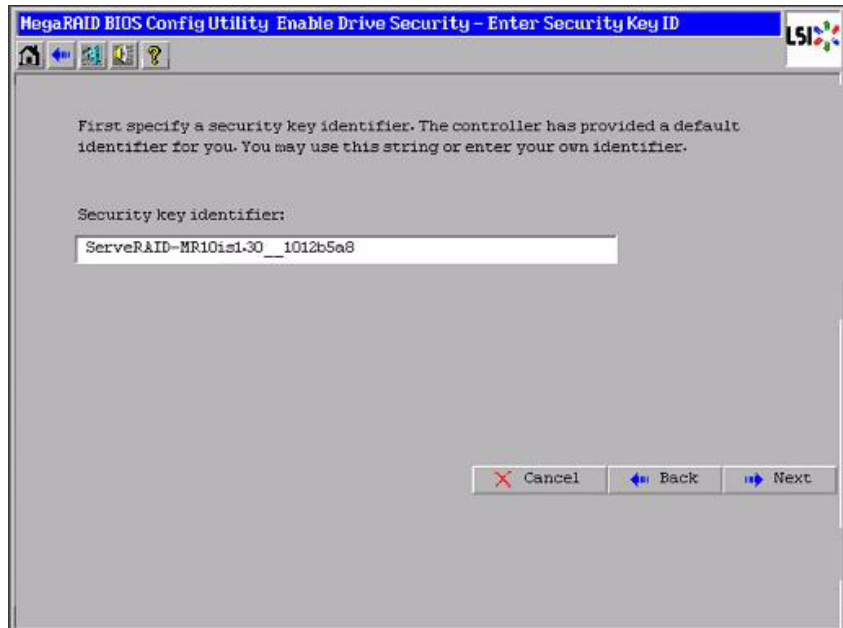 MegaRAID BIOS Config Utility Enable Drive Security – Enter Security Key ID
LSI
?
First specify a security key identifier. The controller has provided a default
identifier for you. You may use this string or enter your own identifier.
Security key identifier:
ServeRAID-MR10is1.30__1012b5a8
Cancel Back Next